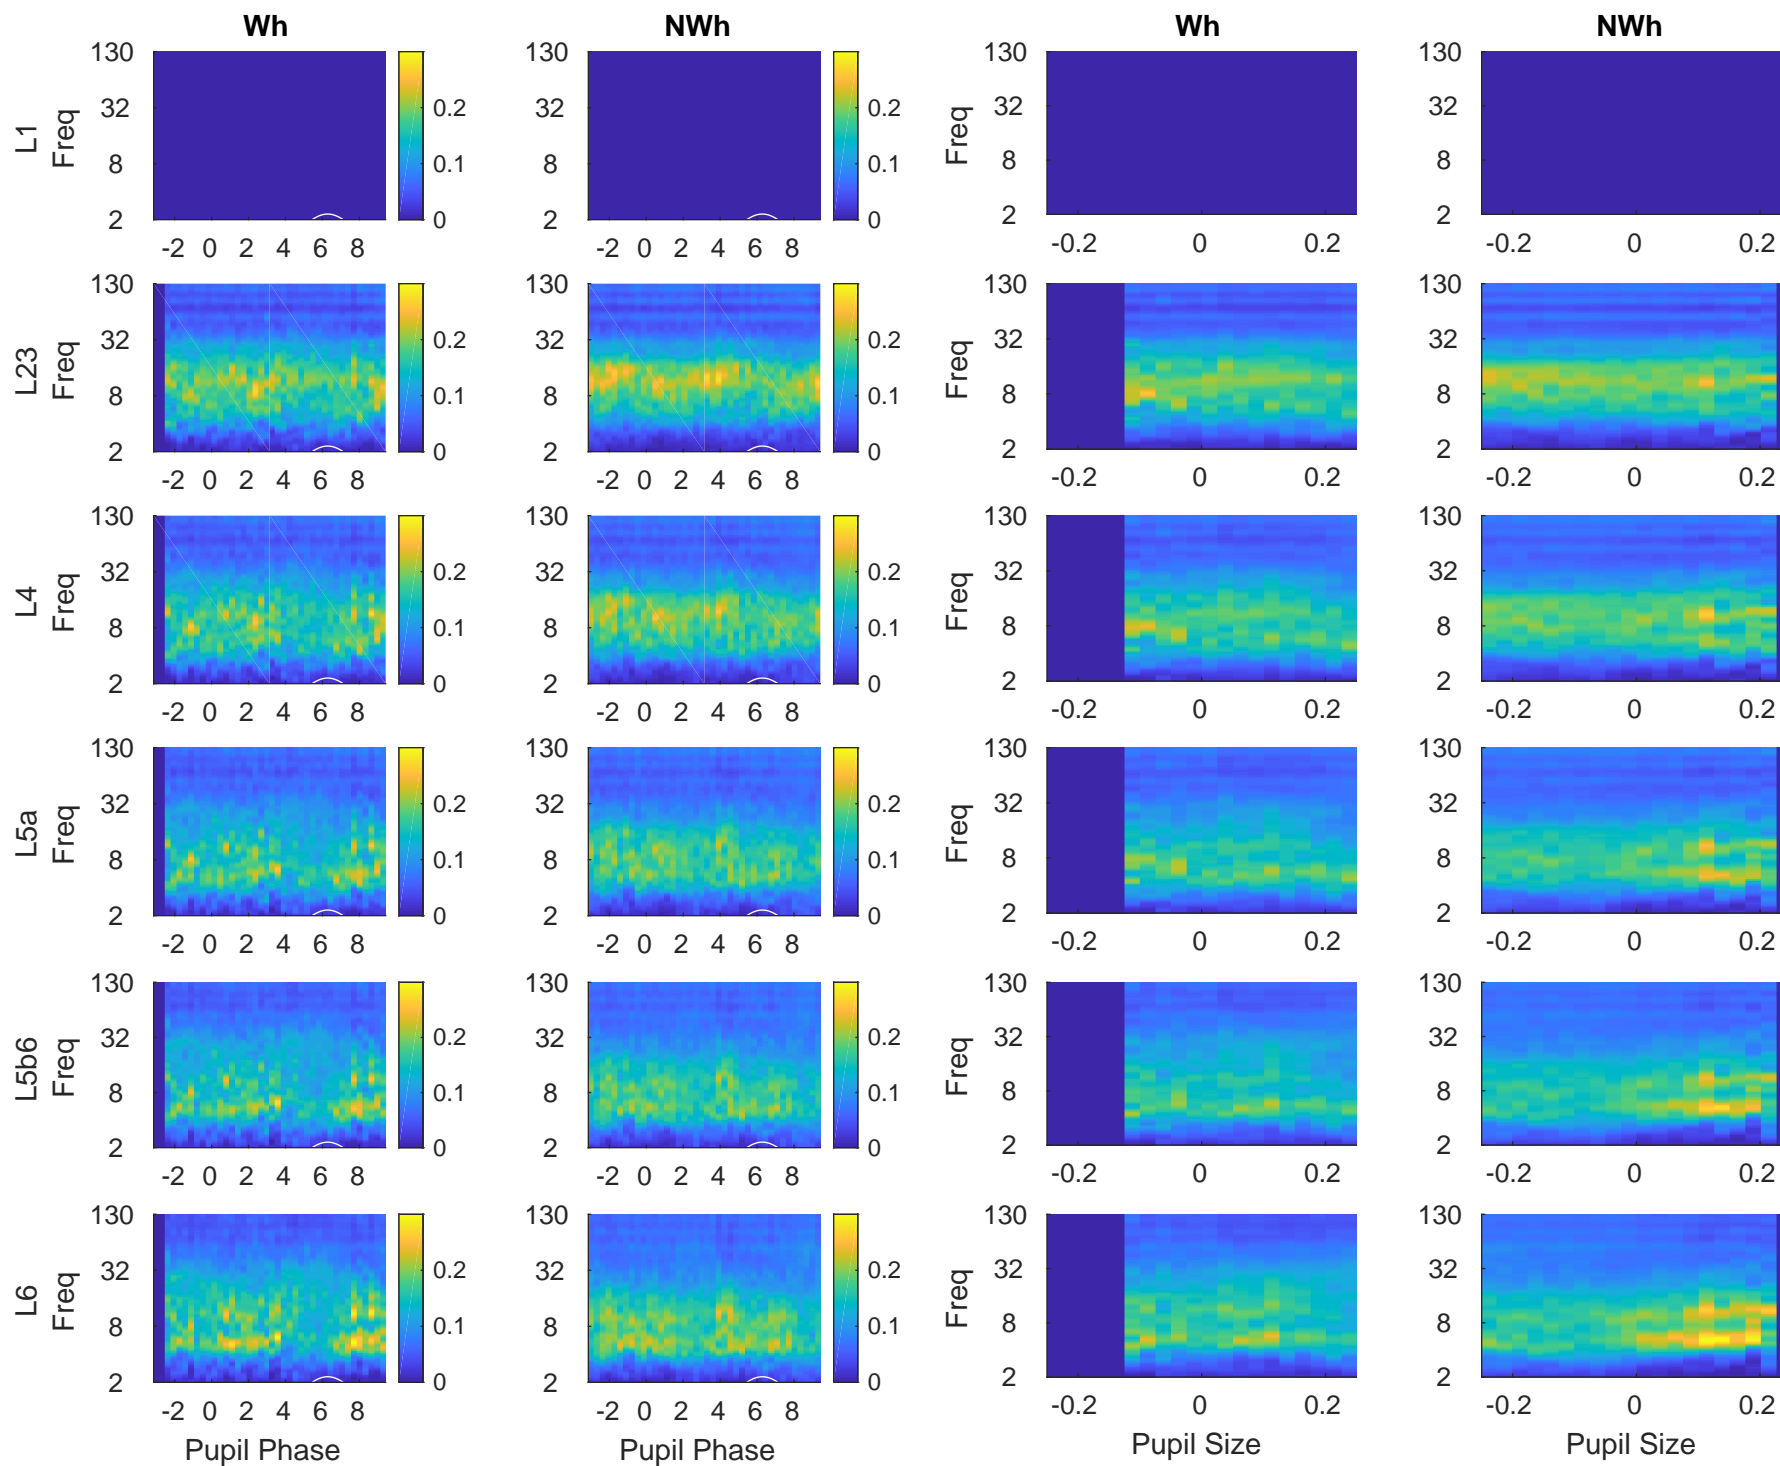 Wh NWh Wh NWh
L1 Freq 130 32 8 2 0.2 0.1 0 130 32 8 2 0.2 0.1 0 Freq 130 32 8 2 130 32 8 2
-2 0 2 4 6 8 -2 0 2 4 6 8 -0.2 0 0.2 -0.2 0 0.2
L23 Freq 130 32 8 2 0.2 0.1 0 130 32 8 2 0.2 0.1 0 Freq 130 32 8 2 130 32 8 2
-2 0 2 4 6 8 -2 0 2 4 6 8 -0.2 0 0.2 -0.2 0 0.2
L4 Freq 130 32 8 2 0.2 0.1 0 130 32 8 2 0.2 0.1 0 Freq 130 32 8 2 130 32 8 2
-2 0 2 4 6 8 -2 0 2 4 6 8 -0.2 0 0.2 -0.2 0 0.2
L5a Freq 130 32 8 2 0.2 0.1 0 130 32 8 2 0.2 0.1 0 Freq 130 32 8 2 130 32 8 2
-2 0 2 4 6 8 -2 0 2 4 6 8 -0.2 0 0.2 -0.2 0 0.2
L5b6 Freq 130 32 8 2 0.2 0.1 0 130 32 8 2 0.2 0.1 0 Freq 130 32 8 2 130 32 8 2
-2 0 2 4 6 8 -2 0 2 4 6 8 -0.2 0 0.2 -0.2 0 0.2
L6 Freq 130 32 8 2 0.2 0.1 0 130 32 8 2 0.2 0.1 0 Freq 130 32 8 2 130 32 8 2
-2 0 2 4 6 8 -2 0 2 4 6 8 -0.2 0 0.2 -0.2 0 0.2
Pupil Phase Pupil Phase Pupil Size Pupil Size